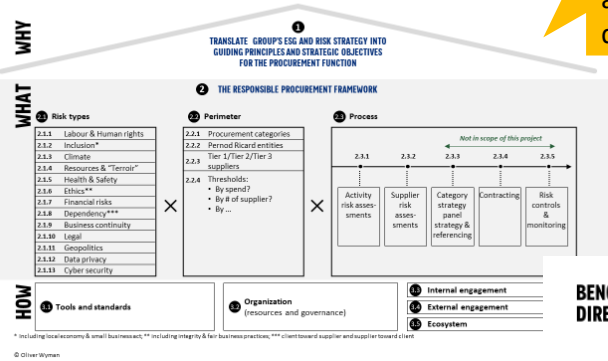 WHY
1
TRANSLATE GROUP'S ESG AND RISK STRATEGY INTO
GUIDING PRINCIPLES AND STRATEGIC OBJECTIVES
FOR THE PROCUREMENT FUNCTION
WHAT
2 THE RESPONSIBLE PROCUREMENT FRAMEWORK
2.1 Risk types
2.1.1 Labour & Human rights
2.1.2 Inclusion*
2.1.3 Climate
2.1.4 Resources & "Terroir"
2.1.5 Health & Safety
2.1.6 Ethics**
2.1.7 Financial risks
2.1.8 Dependency***
2.1.9 Business continuity
2.1.10 Legal
2.1.11 Geopolitics
2.1.12 Data privacy
2.1.13 Cyber security
×
2.2 Perimeter
2.2.1 Procurement categories
2.2.2 Pernod Ricard entities
2.2.3 Tier 1/Tier 2/Tier 3
suppliers
2.2.4 Thresholds:
• By spend?
• By # of supplier?
• By ...
×
2.3 Process
Not in scope of this project
2.3.1 2.3.2 2.3.3 2.3.4 2.3.5
Activity
risk asses-
sments
Supplier
risk
asses-
sments
Category
strategy
panel
strategy &
referencing
Contracting
Risk
controls
&
monitoring
HOW
3.1 Tools and standards
3.2 Organization
(resources and governance)
3.3 Internal engagement
3.4 External engagement
3.5 Ecosystem
* Including local economy & small business act; ** including integrity & fair business practices; *** client toward supplier and supplier toward client
© Oliver Wyman